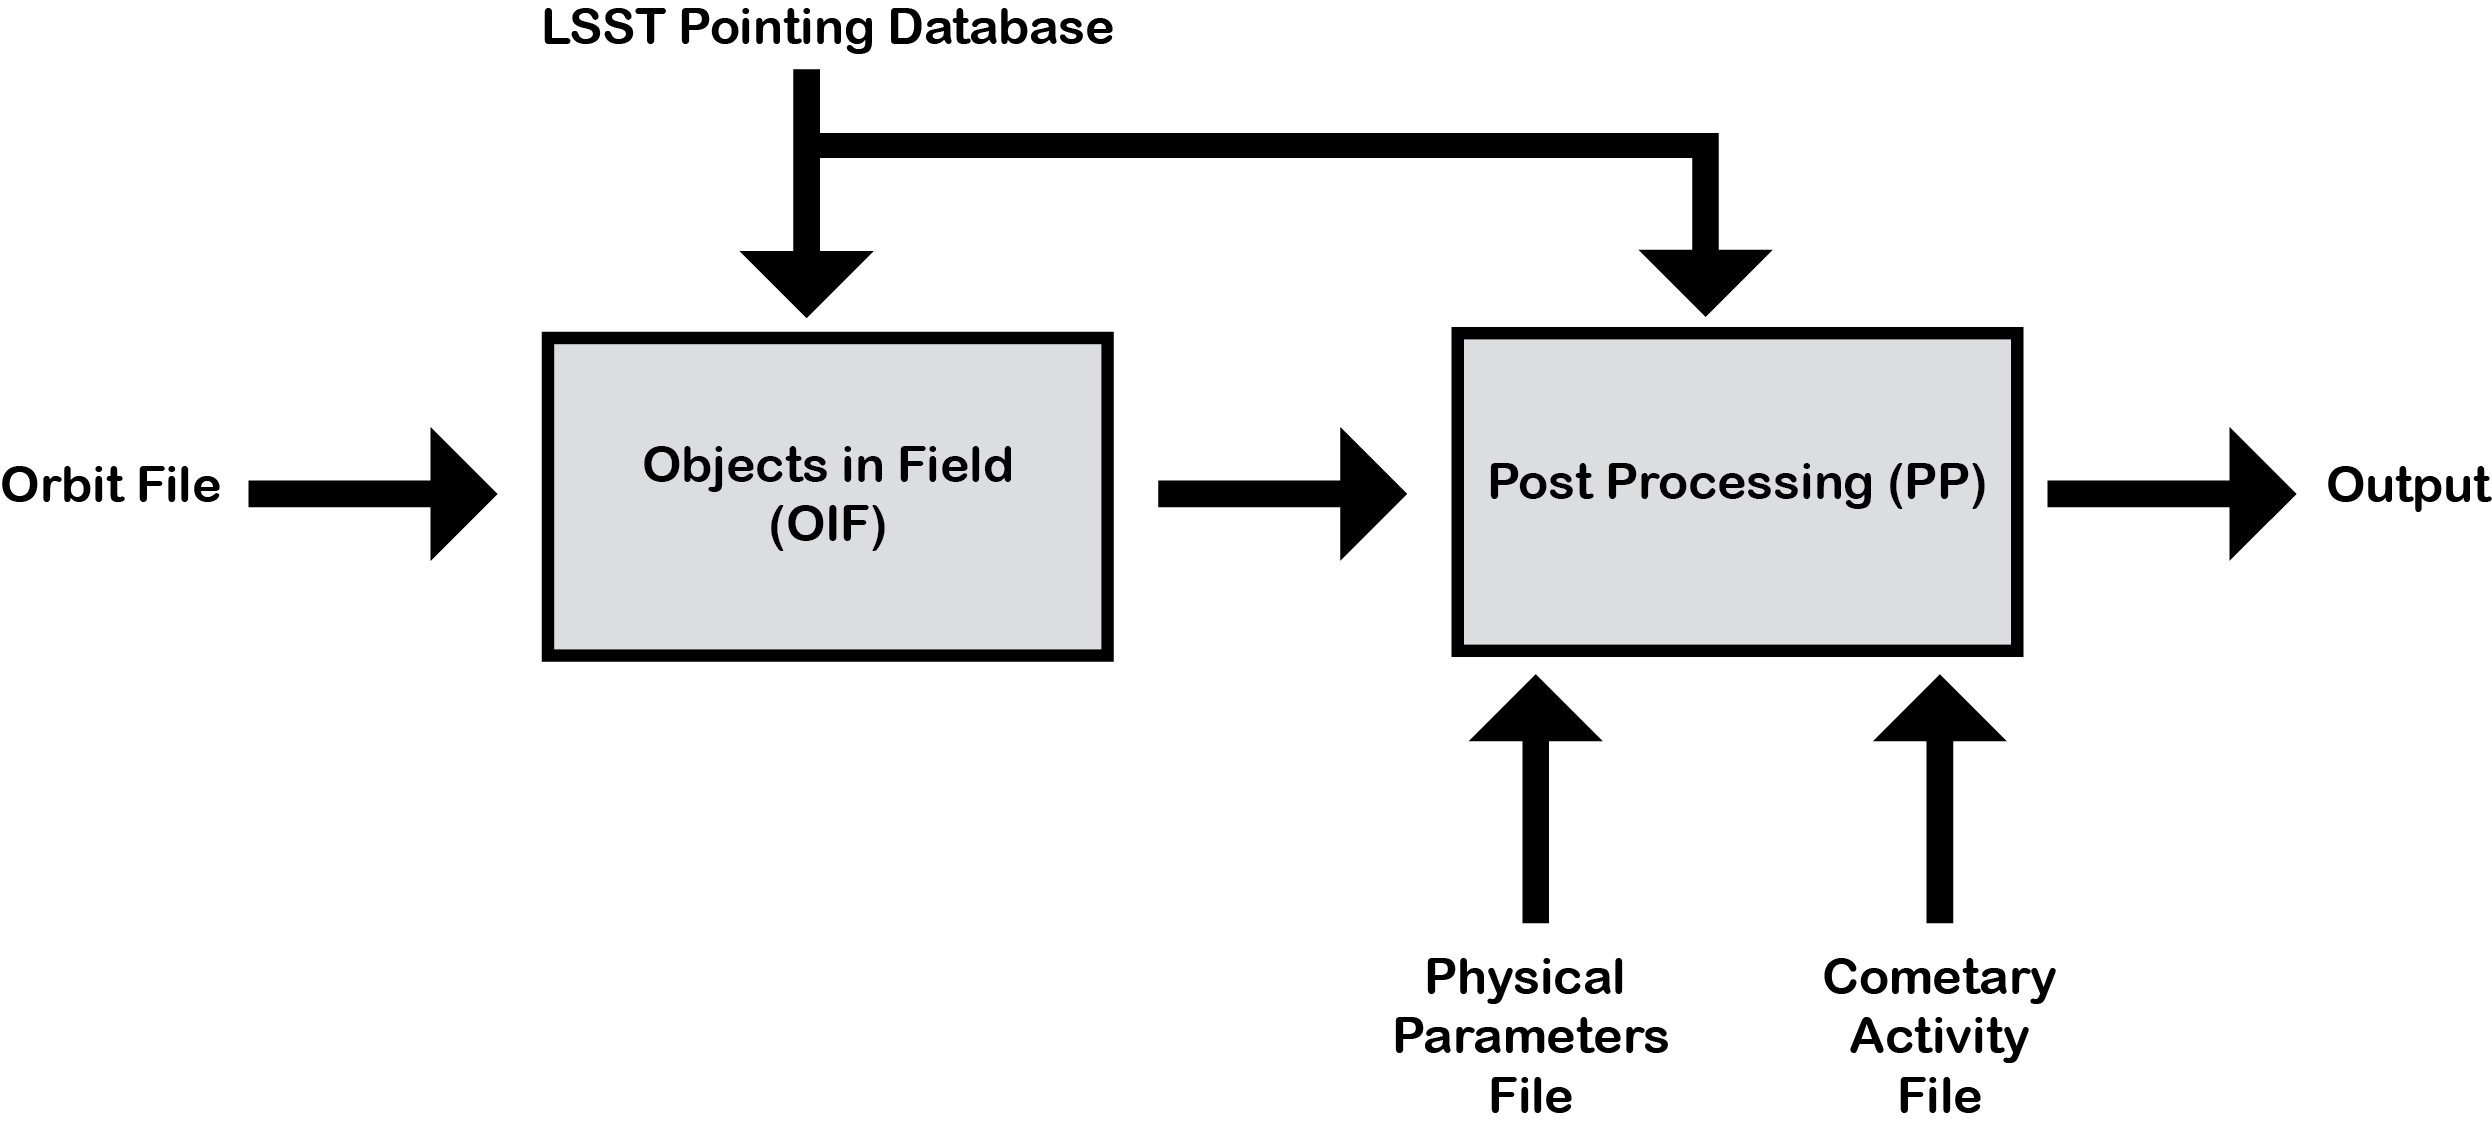 LSST Pointing Database
Orbit File
Objects in Field
(OIF)
Post Processing (PP)
Output
Physical
Parameters
File
Cometary
Activity
File